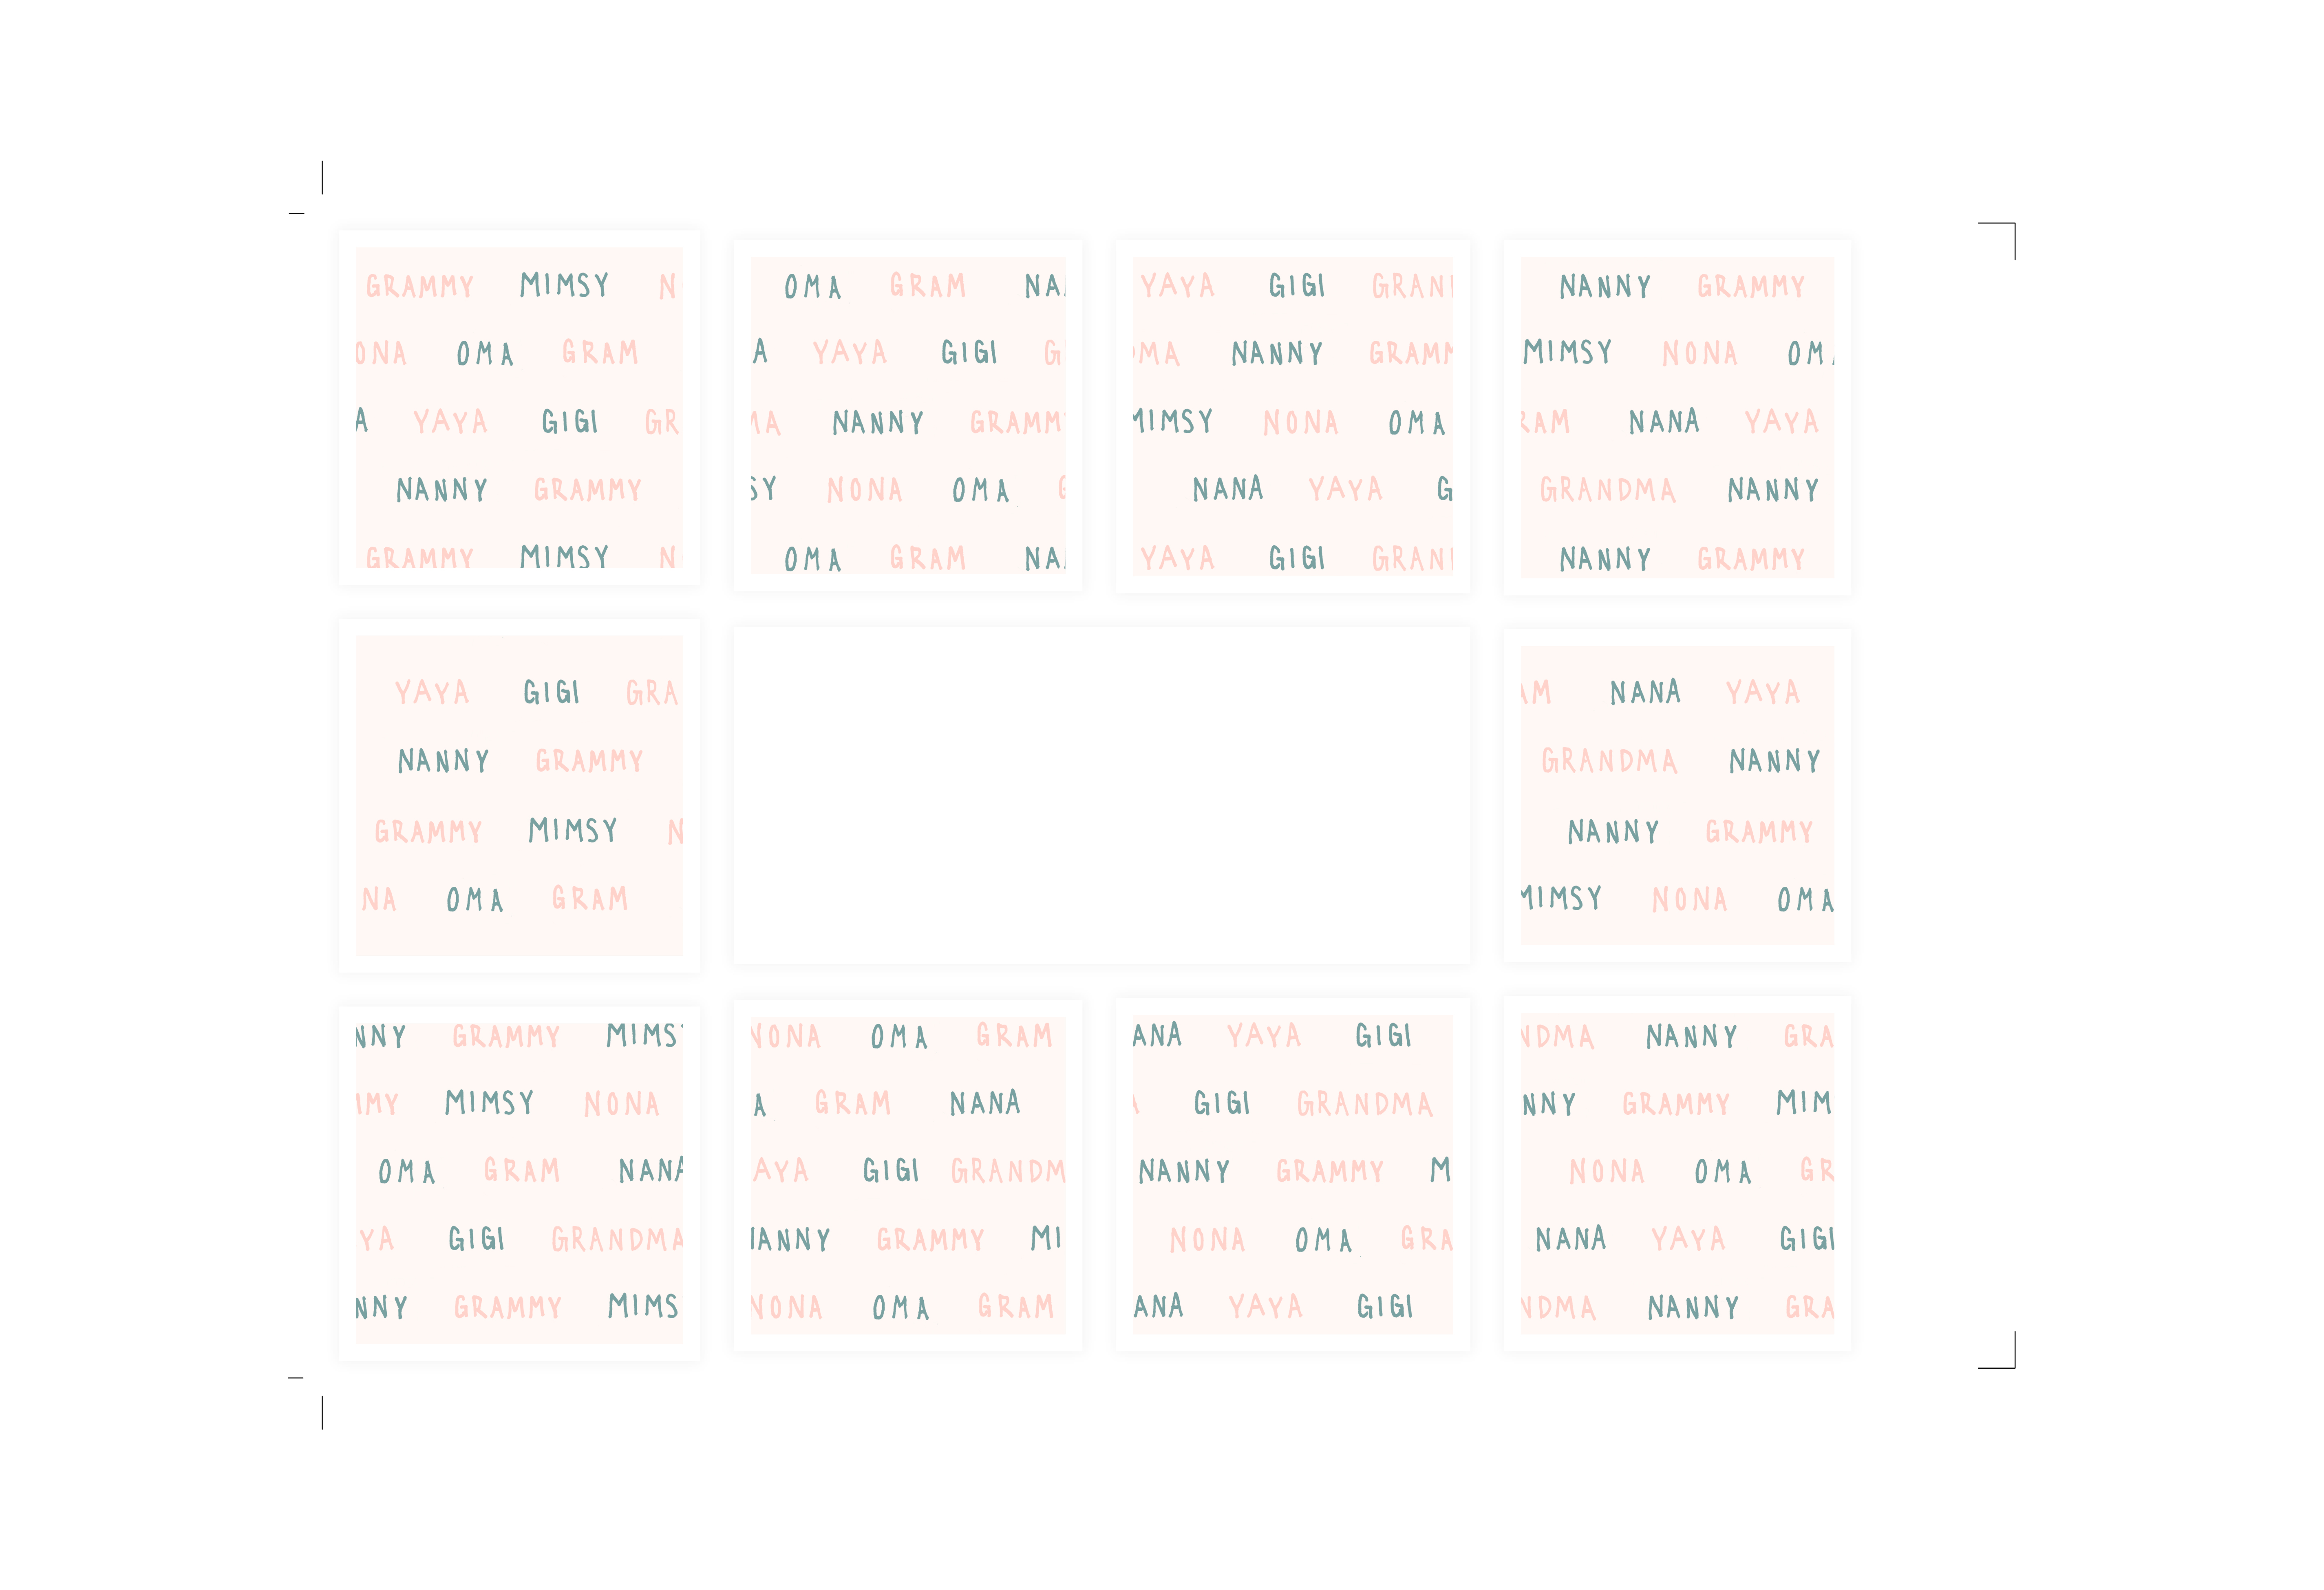 GRAMMY MIMSY N
ONA OMA GRAM
A YAYA GIGI GR
NANNY GRAMMY
GRAMMY MIMSY N
OMA GRAM NA
A YAYA GIGI G
MA NANNY GRAMMY
SY NONA OMA G
OMA GRAM NA
YAYA GIGI GRAN
MA NANNY GRAMM
MIMSY NONA OMA
NANA YAYA G
YAYA GIGI GRAN
NANNY GRAMMY
MIMSY NONA OM
RAM NANA YAYA
GRANDMA NANNY
NANNY GRAMMY
YAYA GIGI GRA
NANNY GRAMMY
GRAMMY MIMSY N
NA OMA GRAM
AM NANA YAYA
GRANDMA NANNY
NANNY GRAMMY
MIMSY NONA OMA
NNY GRAMMY MIMSY
MMY MIMSY NONA
OMA GRAM NANA
YA GIGI GRANDMA
NNY GRAMMY MIMS
NONA OMA GRAM
A GRAM NANA
AYA GIGI GRANDM
NANNY GRAMMY MI
NONA OMA GRAM
ANA YAYA GIGI
A GIGI GRANDMA
NANNY GRAMMY M
NONA OMA GRA
ANA YAYA GIGI
NDMA NANNY GRA
NNY GRAMMY MIM
NONA OMA GR
NANA YAYA GIGI
NDMA NANNY GRA